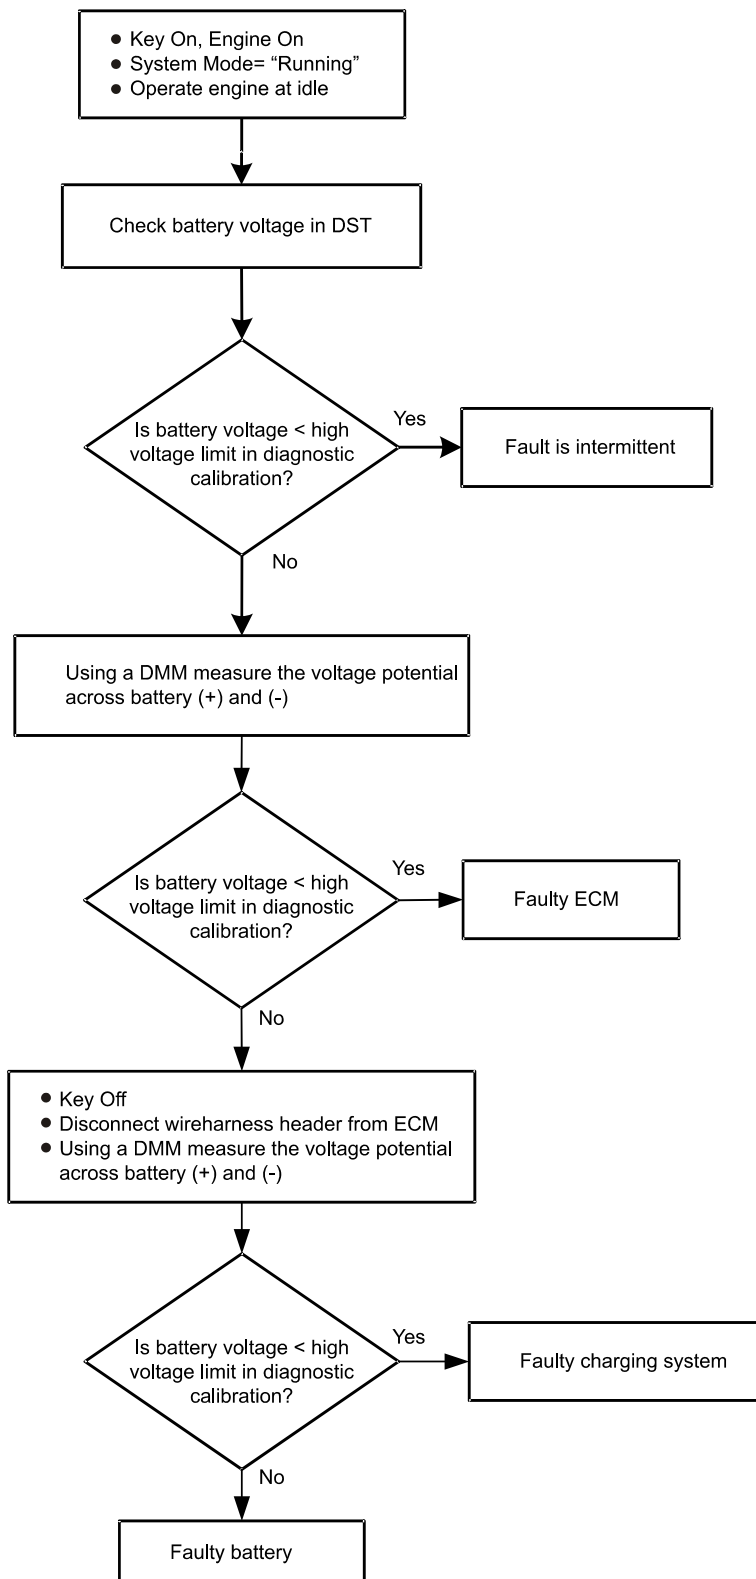 ● Key On, Engine On
● System Mode= “Running”
● Operate engine at idle
Check battery voltage in DST
Is battery voltage < high
voltage limit in diagnostic
calibration?
Yes
Fault is intermittent
No
Using a DMM measure the voltage potential
across battery (+) and (-)
Is battery voltage < high
voltage limit in diagnostic
calibration?
Yes
Faulty ECM
No
● Key Off
● Disconnect wireharness header from ECM
● Using a DMM measure the voltage potential
across battery (+) and (-)
Is battery voltage < high
voltage limit in diagnostic
calibration?
Yes
Faulty charging system
No
Faulty battery